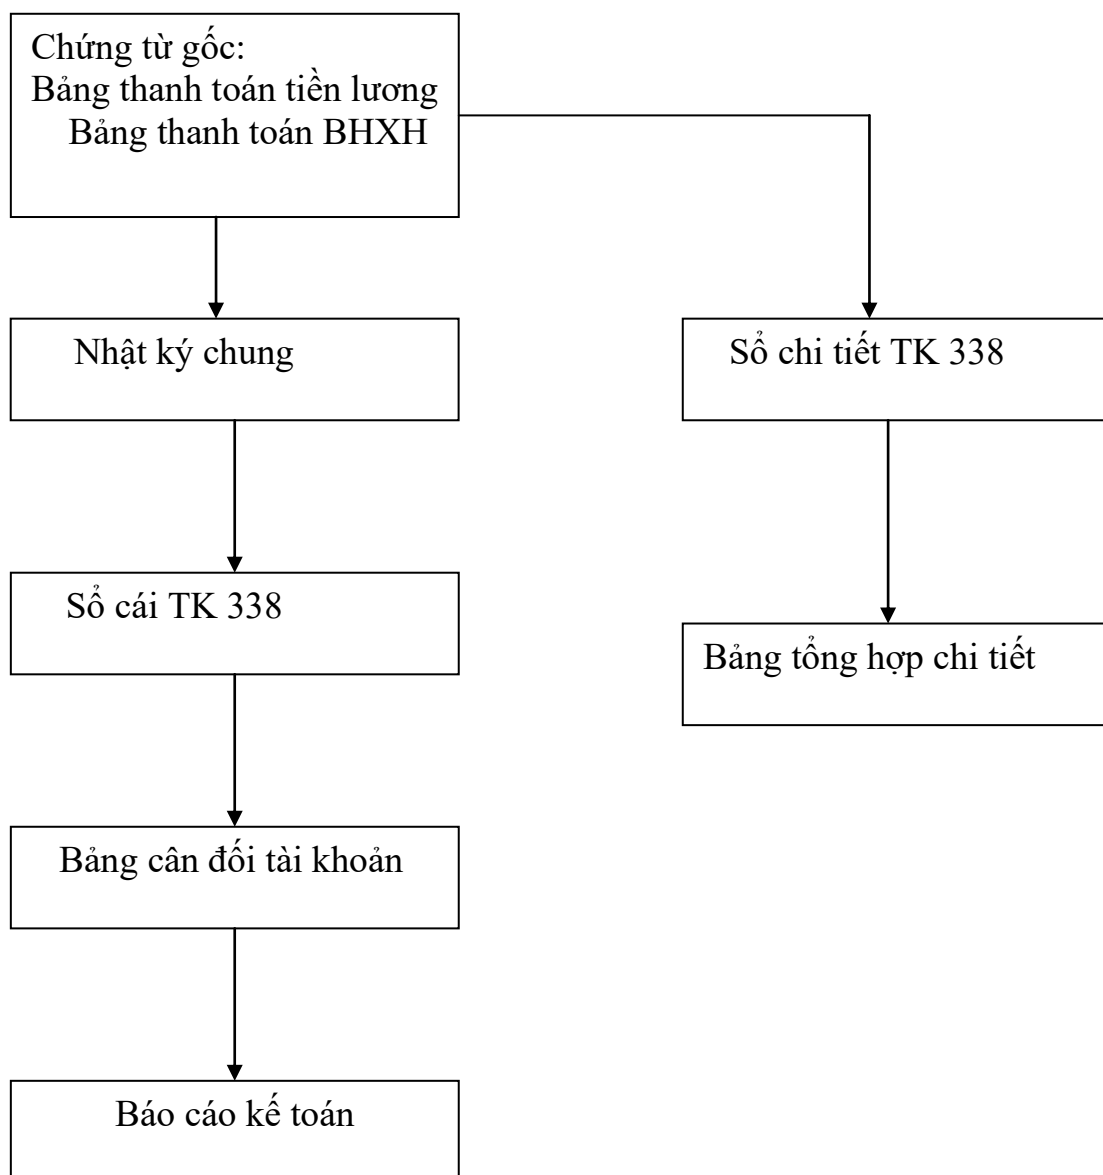 Chứng từ gốc:
Bảng thanh toán tiền lương
Bảng thanh toán BHXH
Nhật ký chung
Sổ chi tiết TK 338
Sổ cái TK 338
Bảng tổng hợp chi tiết
Bảng cân đối tài khoản
Báo cáo kế toán